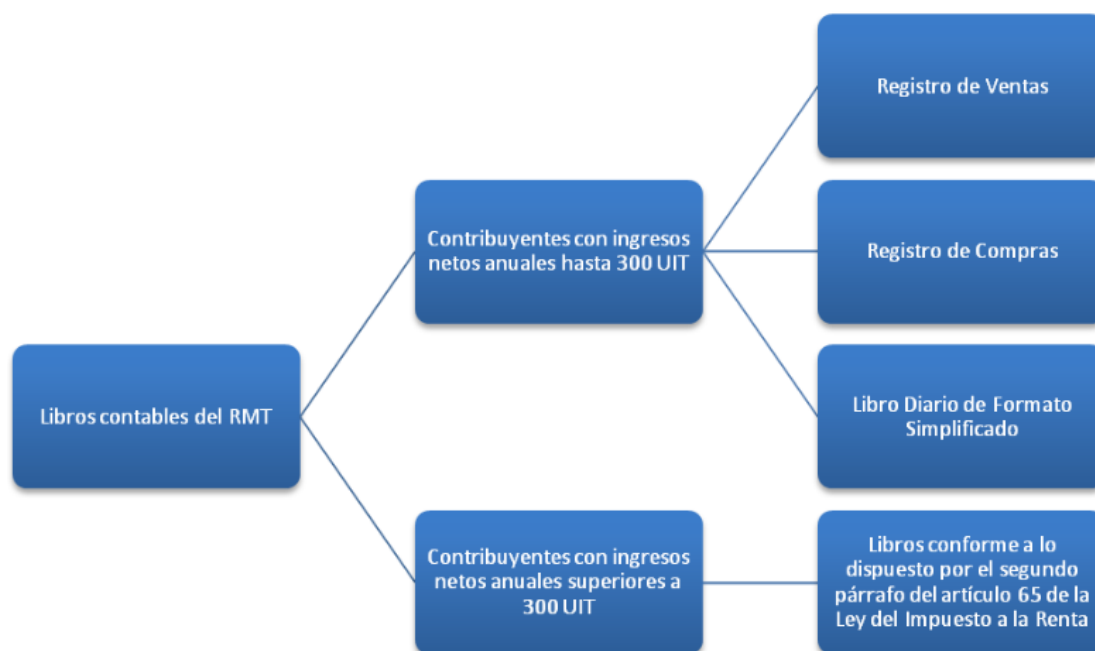 Libros contables del RMT
Contribuyentes con ingresos
netos anuales hasta 300 UIT
Registro de Ventas
Registro de Compras
Libro Diario de Formato
Simplificado
Contribuyentes con ingresos
netos anuales superiores a
300 UIT
Libros conforme a lo
dispuesto por el segundo
párrafo del artículo 65 de la
Ley del Impuesto a la Renta